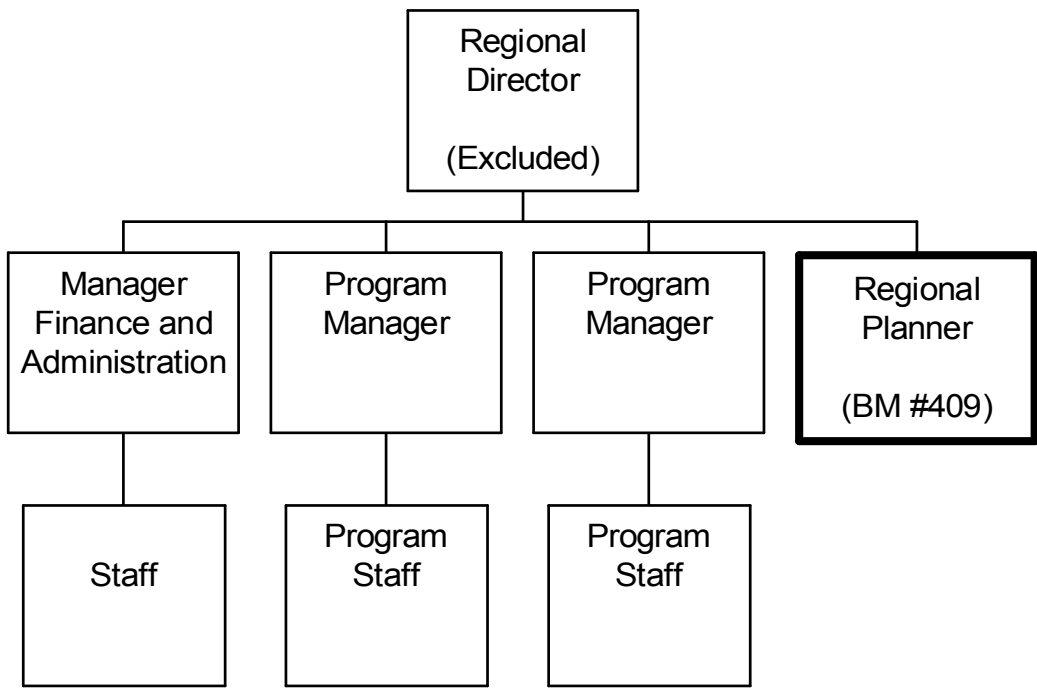 Regional
Director
(Excluded)
Manager
Finance and
Administration
Program
Manager
Program
Manager
Regional
Planner
(BM #409)
Staff
Program
Staff
Program
Staff